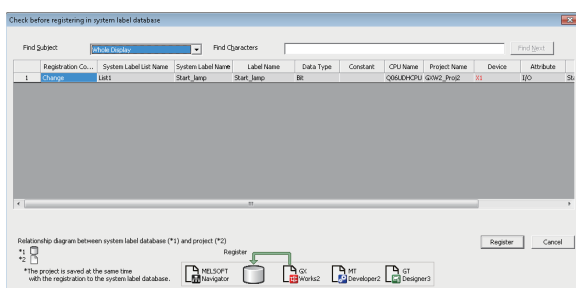 Check before registering in system label database
Find Subject Whole Display Find Characters Find Next
Registration Co... System Label List Name System Label Name Label Name Data Type Constant CPU Name Project Name Device Attribute
1 Change List1 Start_lamp Start_lamp Bit Q06UDHCPU GXW2_Proj2 X1 I/O Sta
Relationship diagram between system label database (*1) and project (*2)
*1
*2
Register
Register Cancel
*The project is saved at the same time
with the registration to the system label database.
MELSOFT Navigator
GX Works2
MT Developer2
GT Designer3